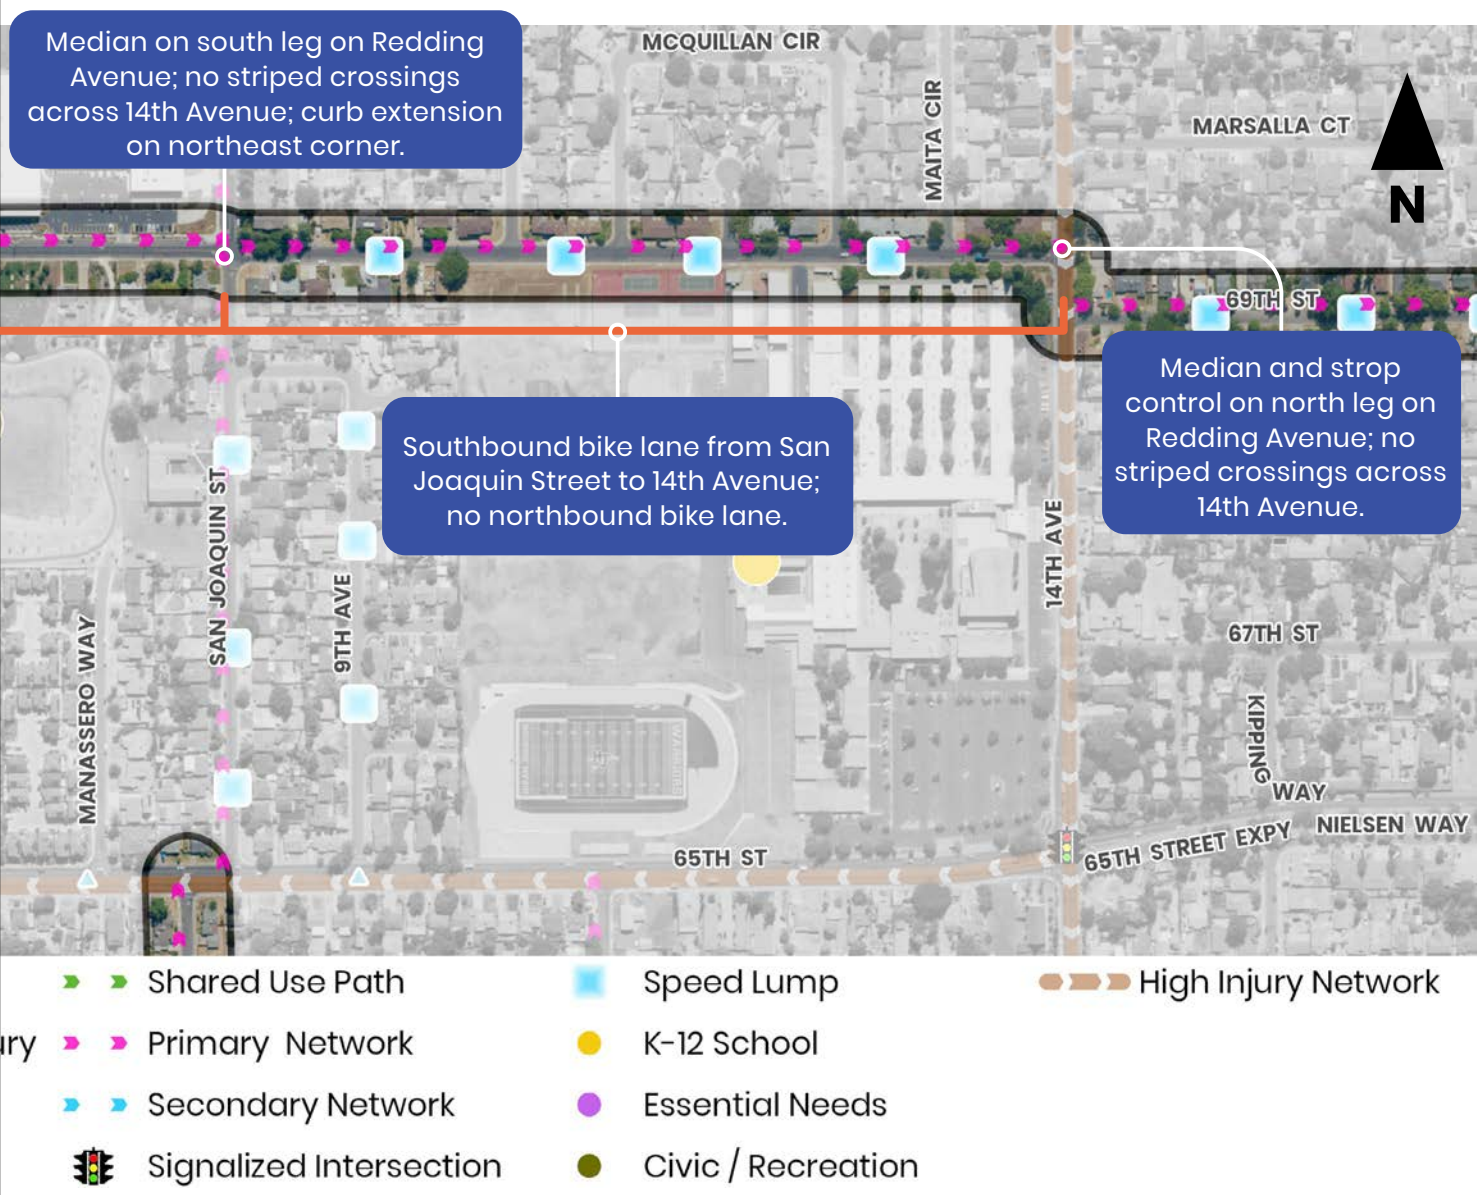 Median on south leg on Redding
Avenue; no striped crossings
across 14th Avenue; curb extension
on northeast corner.
MCQUILLAN CIR
MAITA CIR
MARSALLA CT
N
69TH ST
Median and strop
control on north leg on
Redding Avenue; no
striped crossings across
14th Avenue.
Southbound bike lane from San
Joaquin Street to 14th Avenue;
no northbound bike lane.
SAN JOAQUIN ST
9TH AVE
MANASSERO WAY
14TH AVE
67TH ST
KIPPING WAY
NIELSEN WAY
65TH STREET EXPY
65TH ST
Shared Use Path
Speed Lump
High Injury Network
ury
Primary Network
K-12 School
Secondary Network
Essential Needs
Signalized Intersection
Civic / Recreation